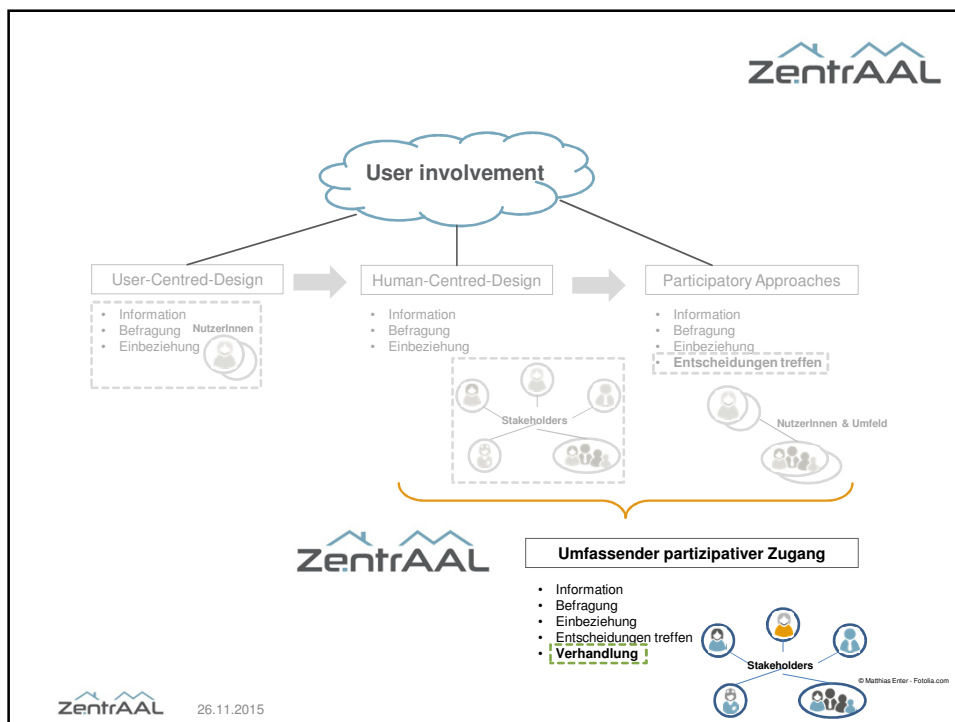 ZentrAAL
User involvement
User-Centred-Design
• Information
• Befragung
• Einbeziehung
NutzerInnen
Human-Centred-Design
• Information
• Befragung
• Einbeziehung
Stakeholders
Participatory Approaches
• Information
• Befragung
• Einbeziehung
• Entscheidungen treffen
NutzerInnen & Umfeld
ZentrAAL
Umfassender partizipativer Zugang
• Information
• Befragung
• Einbeziehung
• Entscheidungen treffen
• Verhandlung
Stakeholders
© Matthias Enter - Fotolia.com
ZentrAAL
26.11.2015